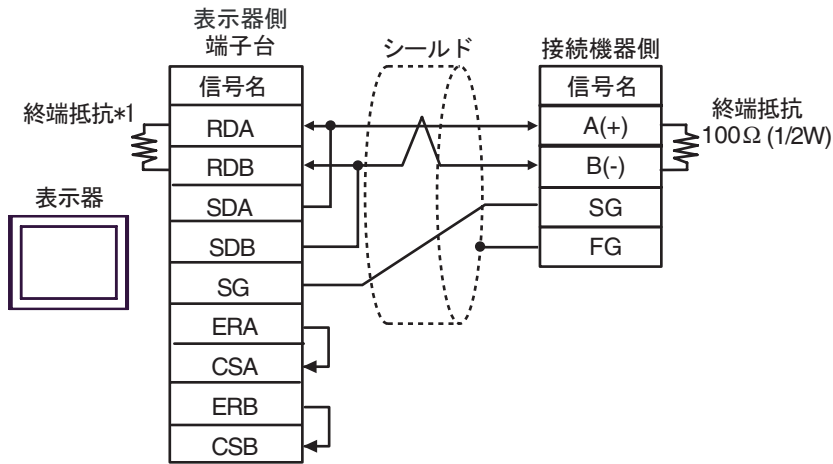 表示器側
端子台
シールド
接続機器側
信号名
信号名
終端抵抗*1
RDA
A(+)
終端抵抗
100Ω (1/2W)
RDB
B(-)
表示器
SDA
SG
SDB
FG
SG
ERA
CSA
ERB
CSB